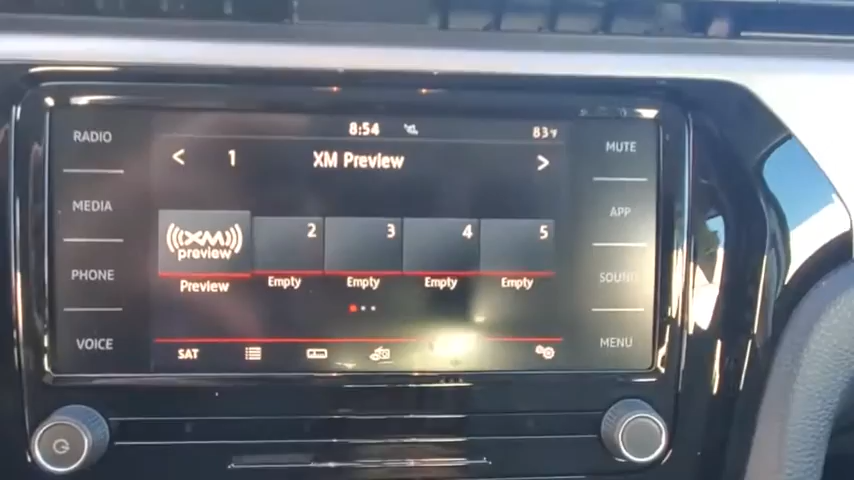 RADIO
MEDIA
PHONE
VOICE
8:54
83°F
< 1 XM Preview >
((XM))
preview
2
3
4
5
Preview
Empty
Empty
Empty
Empty
SAT
MUTE
APP
SOUND
MENU